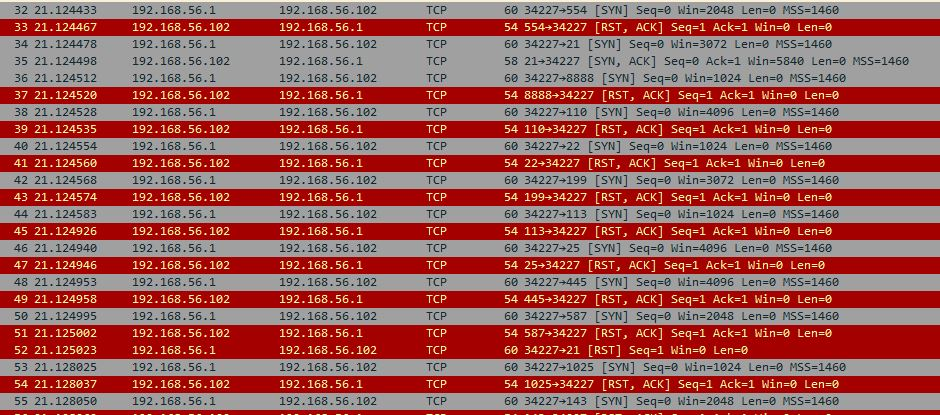 32 21.124433 192.168.56.1 192.168.56.102 TCP 60 34227→554 [SYN] Seq=0 Win=2048 Len=0 MSS=1460
33 21.124467 192.168.56.102 192.168.56.1 TCP 54 554→34227 [RST, ACK] Seq=1 Ack=1 Win=0 Len=0
34 21.124478 192.168.56.1 192.168.56.102 TCP 60 34227→21 [SYN] Seq=0 Win=3072 Len=0 MSS=1460
35 21.124498 192.168.56.102 192.168.56.1 TCP 58 21→34227 [SYN, ACK] Seq=0 Ack=1 Win=5840 Len=0 MSS=1460
36 21.124512 192.168.56.1 192.168.56.102 TCP 60 34227→8888 [SYN] Seq=0 Win=1024 Len=0 MSS=1460
37 21.124520 192.168.56.102 192.168.56.1 TCP 54 8888→34227 [RST, ACK] Seq=1 Ack=1 Win=0 Len=0
38 21.124528 192.168.56.1 192.168.56.102 TCP 60 34227→110 [SYN] Seq=0 Win=4096 Len=0 MSS=1460
39 21.124535 192.168.56.102 192.168.56.1 TCP 54 110→34227 [RST, ACK] Seq=1 Ack=1 Win=0 Len=0
40 21.124554 192.168.56.1 192.168.56.102 TCP 60 34227→22 [SYN] Seq=0 Win=1024 Len=0 MSS=1460
41 21.124560 192.168.56.102 192.168.56.1 TCP 54 22→34227 [RST, ACK] Seq=1 Ack=1 Win=0 Len=0
42 21.124568 192.168.56.1 192.168.56.102 TCP 60 34227→199 [SYN] Seq=0 Win=3072 Len=0 MSS=1460
43 21.124574 192.168.56.102 192.168.56.1 TCP 54 199→34227 [RST, ACK] Seq=1 Ack=1 Win=0 Len=0
44 21.124583 192.168.56.1 192.168.56.102 TCP 60 34227→113 [SYN] Seq=0 Win=1024 Len=0 MSS=1460
45 21.124926 192.168.56.102 192.168.56.1 TCP 54 113→34227 [RST, ACK] Seq=1 Ack=1 Win=0 Len=0
46 21.124940 192.168.56.1 192.168.56.102 TCP 60 34227→25 [SYN] Seq=0 Win=4096 Len=0 MSS=1460
47 21.124946 192.168.56.102 192.168.56.1 TCP 54 25→34227 [RST, ACK] Seq=1 Ack=1 Win=0 Len=0
48 21.124953 192.168.56.1 192.168.56.102 TCP 60 34227→445 [SYN] Seq=0 Win=4096 Len=0 MSS=1460
49 21.124958 192.168.56.102 192.168.56.1 TCP 54 445→34227 [RST, ACK] Seq=1 Ack=1 Win=0 Len=0
50 21.124995 192.168.56.1 192.168.56.102 TCP 60 34227→587 [SYN] Seq=0 Win=2048 Len=0 MSS=1460
51 21.125002 192.168.56.102 192.168.56.1 TCP 54 587→34227 [RST, ACK] Seq=1 Ack=1 Win=0 Len=0
52 21.125023 192.168.56.1 192.168.56.102 TCP 60 34227→21 [RST] Seq=1 Win=0 Len=0
53 21.128025 192.168.56.1 192.168.56.102 TCP 60 34227→1025 [SYN] Seq=0 Win=1024 Len=0 MSS=1460
54 21.128037 192.168.56.102 192.168.56.1 TCP 54 1025→34227 [RST, ACK] Seq=1 Ack=1 Win=0 Len=0
55 21.128050 192.168.56.1 192.168.56.102 TCP 60 34227→143 [SYN] Seq=0 Win=2048 Len=0 MSS=1460